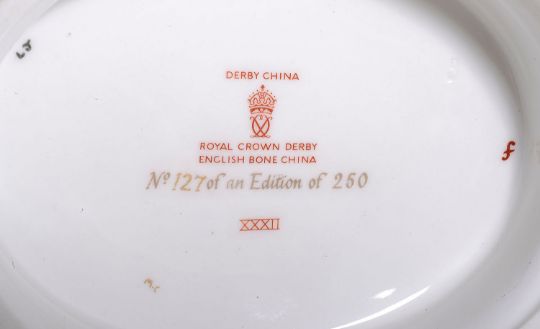 DERBY CHINA
ROYAL CROWN DERBY
ENGLISH BONE CHINA
Nº 127 of an Edition of 250
XXXII